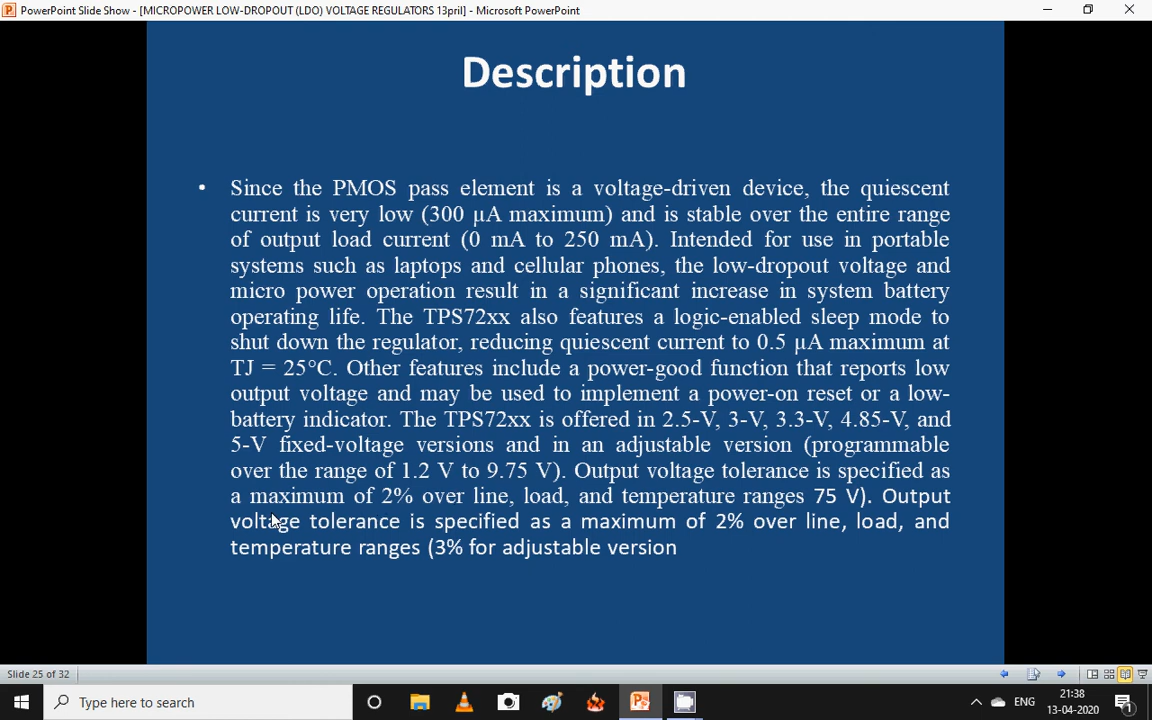 PowerPoint Slide Show - [MICROPOWER LOW-DROPOUT (LDO) VOLTAGE REGULATORS 13pril] - Microsoft PowerPoint
Description
• Since the PMOS pass element is a voltage-driven device, the quiescent
current is very low (300 μA maximum) and is stable over the entire range
of output load current (0 mA to 250 mA). Intended for use in portable
systems such as laptops and cellular phones, the low-dropout voltage and
micro power operation result in a significant increase in system battery
operating life. The TPS72xx also features a logic-enabled sleep mode to
shut down the regulator, reducing quiescent current to 0.5 μA maximum at
TJ = 25°C. Other features include a power-good function that reports low
output voltage and may be used to implement a power-on reset or a low-
battery indicator. The TPS72xx is offered in 2.5-V, 3-V, 3.3-V, 4.85-V, and
5-V fixed-voltage versions and in an adjustable version (programmable
over the range of 1.2 V to 9.75 V). Output voltage tolerance is specified as
a maximum of 2% over line, load, and temperature ranges 75 V). Output
voltage tolerance is specified as a maximum of 2% over line, load, and
temperature ranges (3% for adjustable version
Slide 25 of 32
Type here to search
ENG
21:38
13-04-2020
1